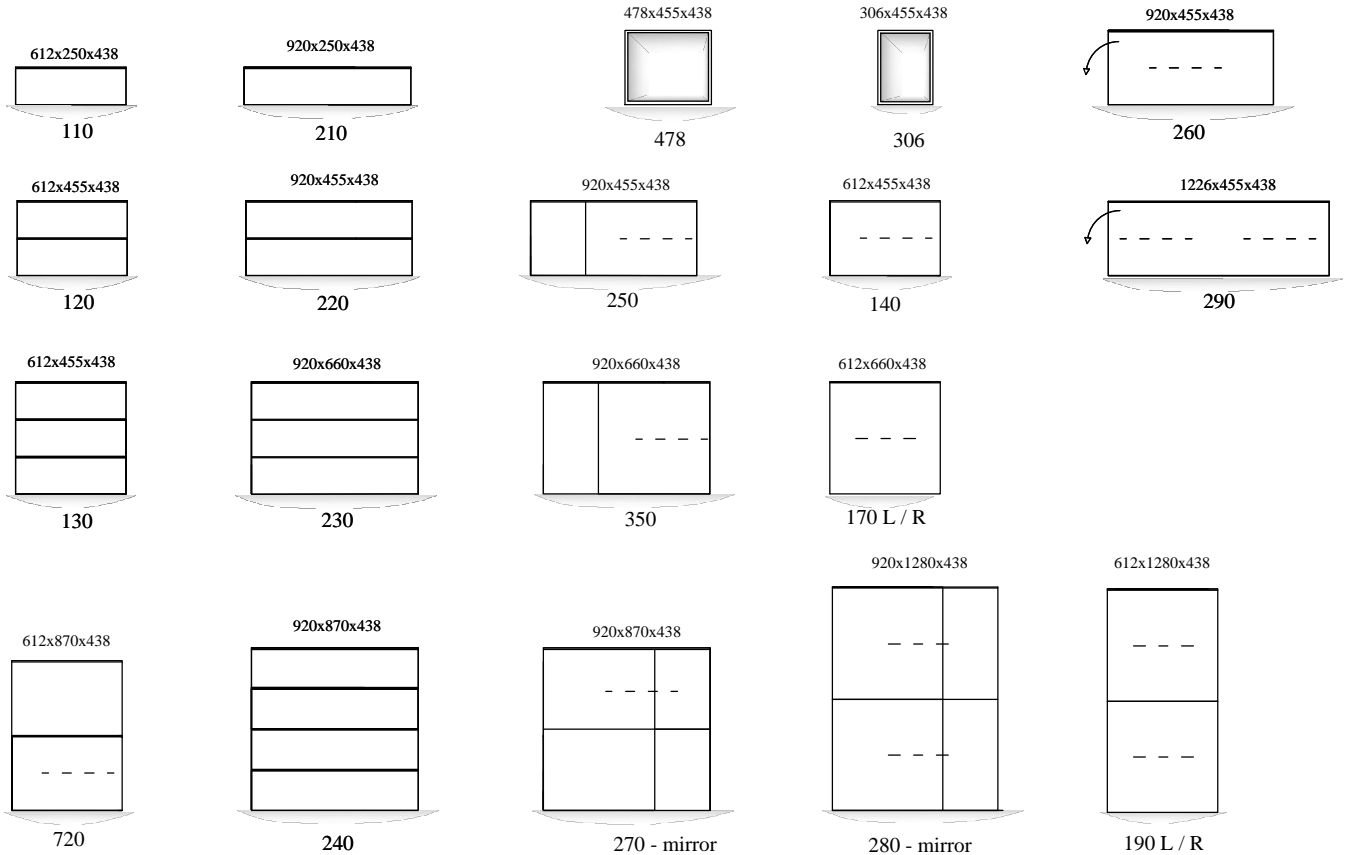 612x250x438
920x250x438
478x455x438
306x455x438
920x455x438
110
210
478
306
260
612x455x438
920x455x438
920x455x438
612x455x438
1226x455x438
120
220
250
140
290
612x455x438
920x660x438
920x660x438
612x660x438
130
230
350
170 L / R
612x870x438
920x870x438
920x870x438
920x1280x438
612x1280x438
720
240
270 - mirror
280 - mirror
190 L / R